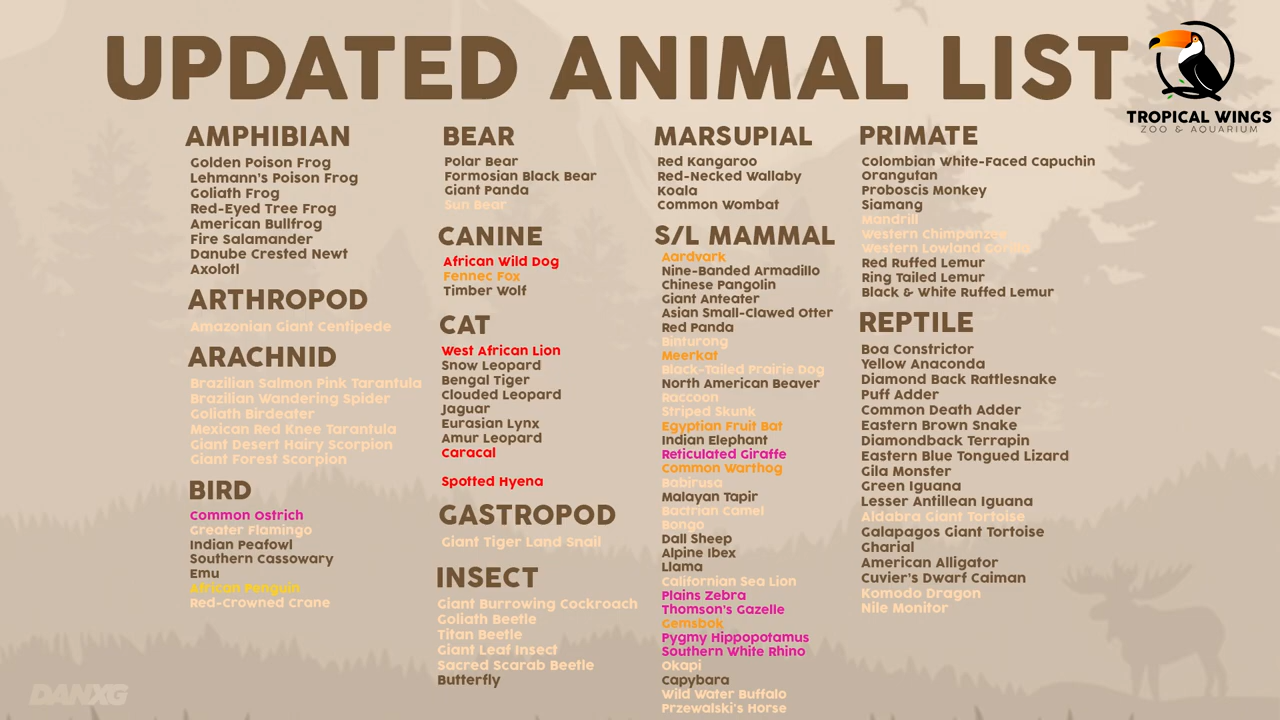 UPDATED ANIMAL LIST
TROPICAL WINGS
ZOO & AQUARIUM
AMPHIBIAN
Golden Poison Frog
Lehmann's Poison Frog
Goliath Frog
Red-Eyed Tree Frog
American Bullfrog
Fire Salamander
Danube Crested Newt
Axolotl
ARTHROPOD
Amazonian Giant Centipede
ARACHNID
Brazilian Salmon Pink Tarantula
Brazilian Wandering Spider
Goliath Birdeater
Mexican Red Knee Tarantula
Giant Desert Hairy Scorpion
Giant Forest Scorpion
BIRD
Common Ostrich
Greater Flamingo
Indian Peafowl
Southern Cassowary
Emu
African Penguin
Red-Crowned Crane
BEAR
Polar Bear
Formosian Black Bear
Giant Panda
Sun Bear
CANINE
African Wild Dog
Fennec Fox
Timber Wolf
CAT
West African Lion
Snow Leopard
Bengal Tiger
Clouded Leopard
Jaguar
Eurasian Lynx
Amur Leopard
Caracal
Spotted Hyena
GASTROPOD
Giant Tiger Land Snail
INSECT
Giant Burrowing Cockroach
Goliath Beetle
Titan Beetle
Giant Leaf Insect
Sacred Scarab Beetle
Butterfly
MARSUPIAL
Red Kangaroo
Red-Necked Wallaby
Koala
Common Wombat
S/L MAMMAL
Aardvark
Nine-Banded Armadillo
Chinese Pangolin
Giant Anteater
Asian Small-Clawed Otter
Red Panda
Binturong
Meerkat
Black-Tailed Prairie Dog
North American Beaver
Raccoon
Striped Skunk
Egyptian Fruit Bat
Indian Elephant
Reticulated Giraffe
Common Warthog
Babirusa
Malayan Tapir
Bactrian Camel
Bongo
Dall Sheep
Alpine Ibex
Llama
Californian Sea Lion
Plains Zebra
Thomson's Gazelle
Gemsbok
Pygmy Hippopotamus
Southern White Rhino
Okapi
Capybara
Wild Water Buffalo
Przewalski's Horse
PRIMATE
Colombian White-Faced Capuchin
Orangutan
Proboscis Monkey
Siamang
Mandrill
Western Chimpanzee
Western Lowland Gorilla
Red Ruffed Lemur
Ring Tailed Lemur
Black & White Ruffed Lemur
REPTILE
Boa Constrictor
Yellow Anaconda
Diamond Back Rattlesnake
Puff Adder
Common Death Adder
Eastern Brown Snake
Diamondback Terrapin
Eastern Blue Tongued Lizard
Gila Monster
Green Iguana
Lesser Antillean Iguana
Aldabra Giant Tortoise
Galapagos Giant Tortoise
Gharial
American Alligator
Cuvier's Dwarf Caiman
Komodo Dragon
Nile Monitor
DANXG